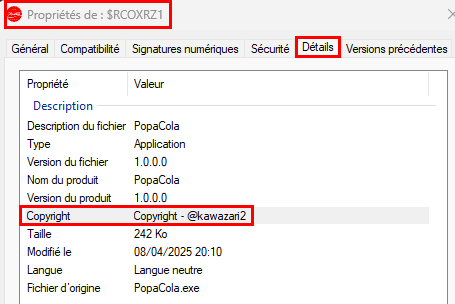 Propriétés de : $RCOXRZ1
Général Compatibilité Signatures numériques Sécurité Détails Versions précédentes
Propriété Valeur
Description
Description du fichier PopaCola
Type Application
Version du fichier 1.0.0.0
Nom du produit PopaCola
Version du produit 1.0.0.0
Copyright Copyright - @kawazari2
Taille 242 Ko
Modifié le 08/04/2025 20:10
Langue Langue neutre
Fichier d'origine PopaCola.exe